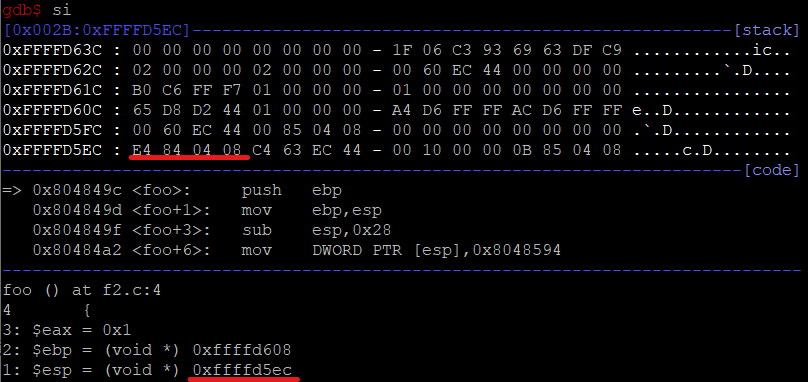 gdb$ si
[0x002B:0xFFFFD5EC]------------------------------------------------------[stack]
0xFFFFD63C : 00 00 00 00 00 00 00 00 - 1F 06 C3 93 69 63 DF C9 ............ic..
0xFFFFD62C : 02 00 00 00 02 00 00 00 - 00 60 EC 44 00 00 00 00 .........`.D....
0xFFFFD61C : B0 C6 FF F7 01 00 00 00 - 01 00 00 00 00 00 00 00 ................
0xFFFFD60C : 65 D8 D2 44 01 00 00 00 - A4 D6 FF FF AC D6 FF FF e..D............
0xFFFFD5FC : 00 60 EC 44 00 85 04 08 - 00 00 00 00 00 00 00 00 .`.D............
0xFFFFD5EC : E4 84 04 08 C4 63 EC 44 - 00 10 00 00 0B 85 04 08 .....c.D........
--------------------------------------------------------------------------[code]
=> 0x804849c <foo>: push ebp
0x804849d <foo+1>: mov ebp,esp
0x804849f <foo+3>: sub esp,0x28
0x80484a2 <foo+6>: mov DWORD PTR [esp],0x8048594
--------------------------------------------------------------------------------
foo () at f2.c:4
4 {
3: $eax = 0x1
2: $ebp = (void *) 0xffffd608
1: $esp = (void *) 0xffffd5ec